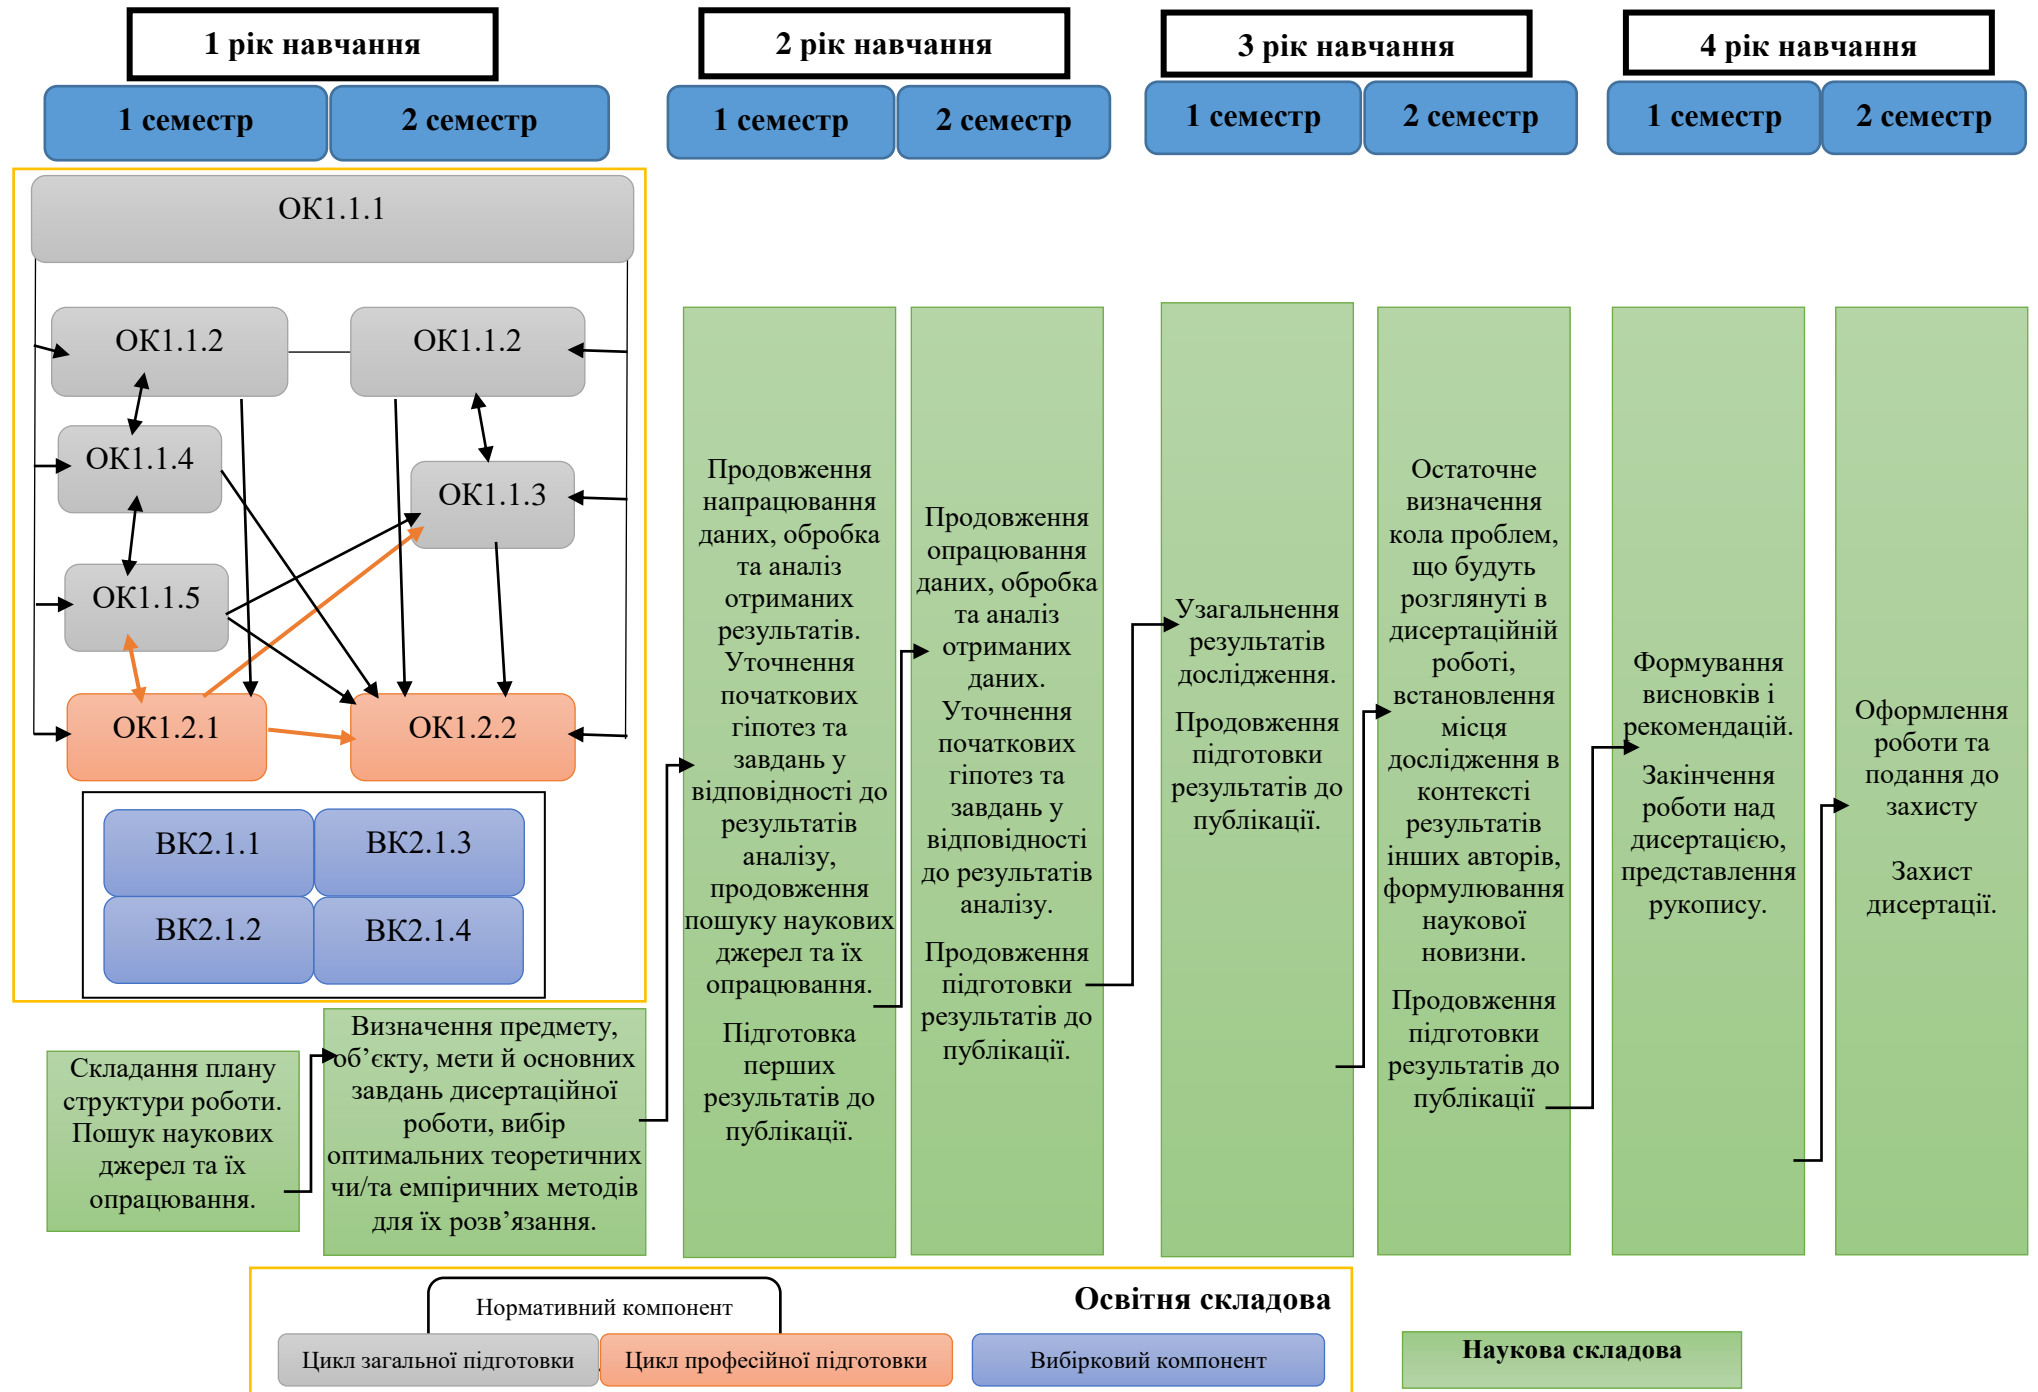 1 рік навчання
2 рік навчання
3 рік навчання
4 рік навчання
1 семестр
2 семестр
1 семестр
2 семестр
1 семестр
2 семестр
1 семестр
2 семестр
ОК1.1.1
ОК1.1.2
ОК1.1.2
ОК1.1.4
ОК1.1.3
ОК1.1.5
ОК1.2.1
ОК1.2.2
ВК2.1.1
ВК2.1.3
ВК2.1.2
ВК2.1.4
Складання плану
структури роботи.
Пошук наукових
джерел та їх
опрацювання.
Визначення предмету,
об’єкту, мети й основних
завдань дисертаційної
роботи, вибір
оптимальних теоретичних
чи/та емпіричних методів
для їх розв’язання.
Продовження
напрацювання
даних, обробка
та аналіз
отриманих
результатів.
Уточнення
початкових
гіпотез та
завдань у
відповідності до
результатів
аналізу,
продовження
пошуку наукових
джерел та їх
опрацювання.
Підготовка
перших
результатів до
публікації.
Продовження
опрацювання
даних, обробка
та аналіз
отриманих
даних.
Уточнення
початкових
гіпотез та
завдань у
відповідності
до результатів
аналізу.
Продовження
підготовки
результатів до
публікації.
Узагальнення
результатів
дослідження.
Продовження
підготовки
результатів до
публікації.
Остаточне
визначення
кола проблем,
що будуть
розглянуті в
дисертаційній
роботі,
встановлення
місця
дослідження в
контексті
результатів
інших авторів,
формулювання
наукової
новизни.
Продовження
підготовки
результатів до
публікації
Формування
висновків і
рекомендацій.
Закінчення
роботи над
дисертацією,
представлення
рукопису.
Оформлення
роботи та
подання до
захисту
Захист
дисертації.
Нормативний компонент
Освітня складова
Цикл загальної підготовки
Цикл професійної підготовки
Вибірковий компонент
Наукова складова